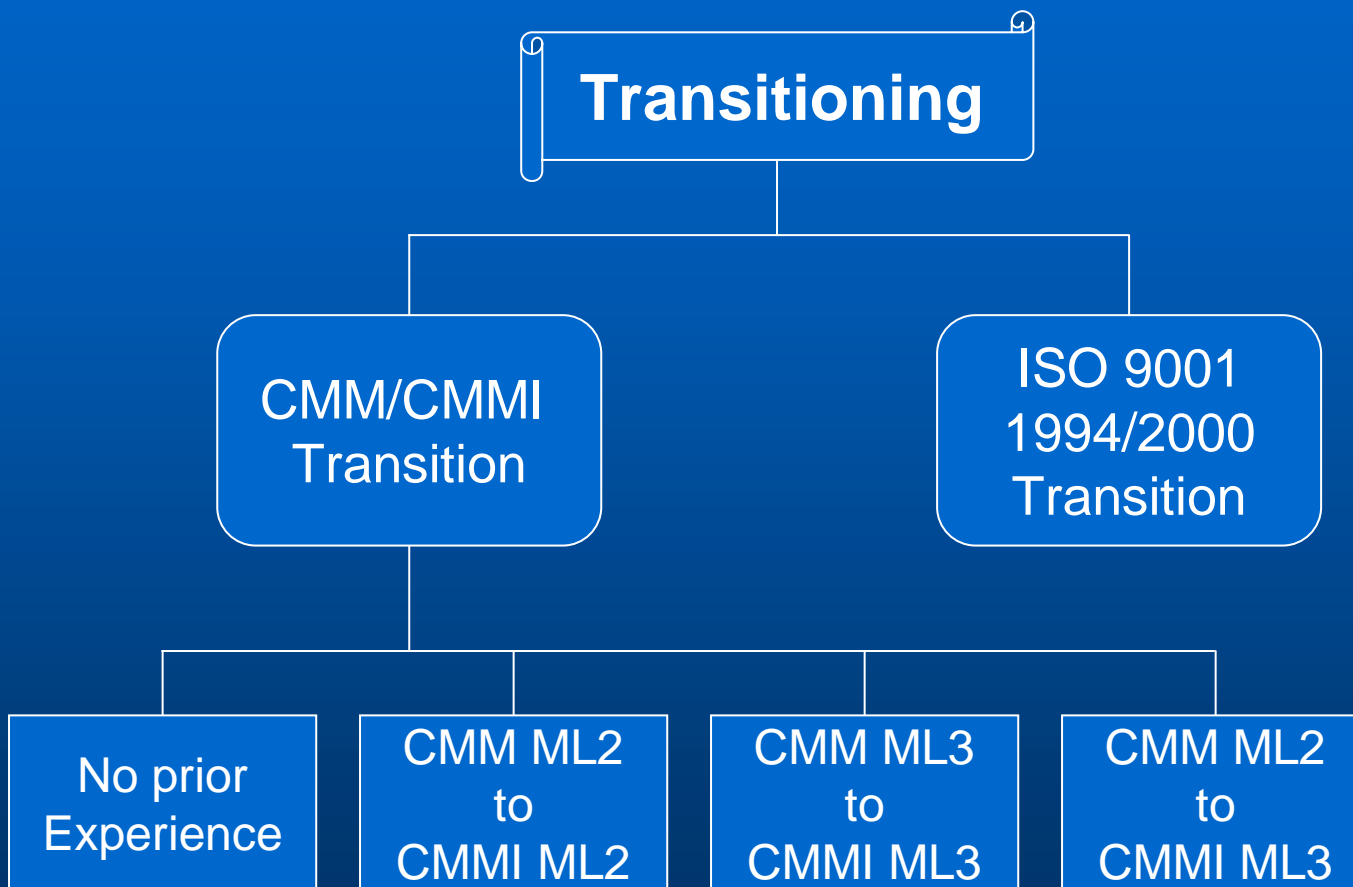 Transitioning
CMM/CMMI
Transition
ISO 9001
1994/2000
Transition
No prior
Experience
CMM ML2
to
CMMI ML2
CMM ML3
to
CMMI ML3
CMM ML2
to
CMMI ML3